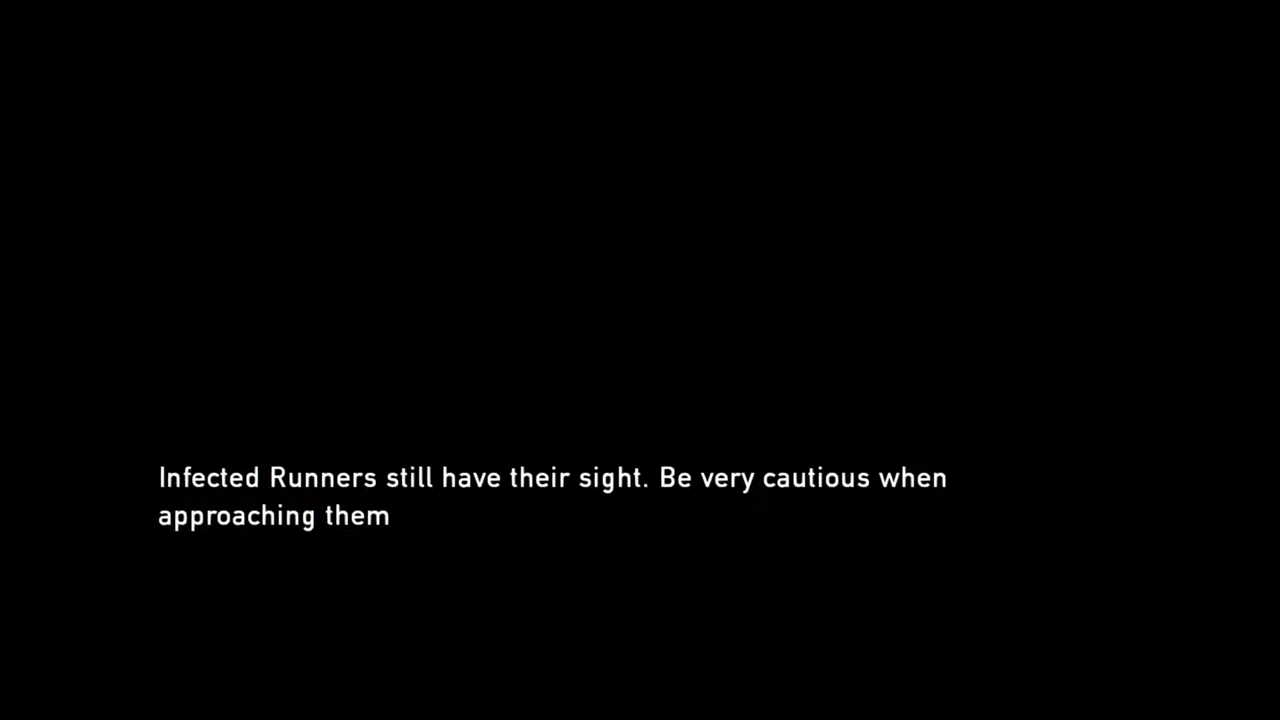 Infected Runners still have their sight. Be very cautious when
approaching them